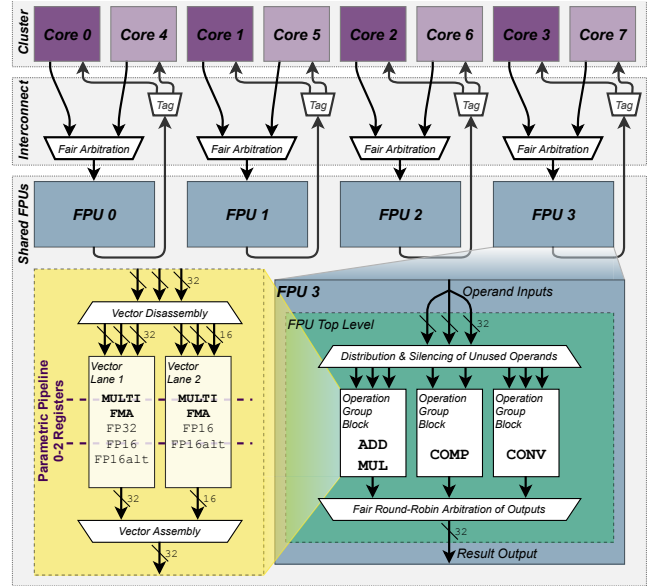 Cluster
Core 0
Core 4
Core 1
Core 5
Core 2
Core 6
Core 3
Core 7
Interconnect
Tag
Tag
Tag
Tag
Fair Arbitration
Fair Arbitration
Fair Arbitration
Fair Arbitration
Shared FPUs
FPU 0
FPU 1
FPU 2
FPU 3
32
Vector Disassembly
32
16
Vector
Lane 1
MULTI
FMA
FP32
FP16
FP16alt
Vector
Lane 2
MULTI
FMA
FP16
FP16alt
Parametric Pipeline
0-2 Registers
32
16
Vector Assembly
32
FPU 3
Operand Inputs
FPU Top Level
32
Distribution & Silencing of Unused Operands
Operation
Group
Block
ADD
MUL
Operation
Group
Block
COMP
Operation
Group
Block
CONV
Fair Round-Robin Arbitration of Outputs
32
Result Output